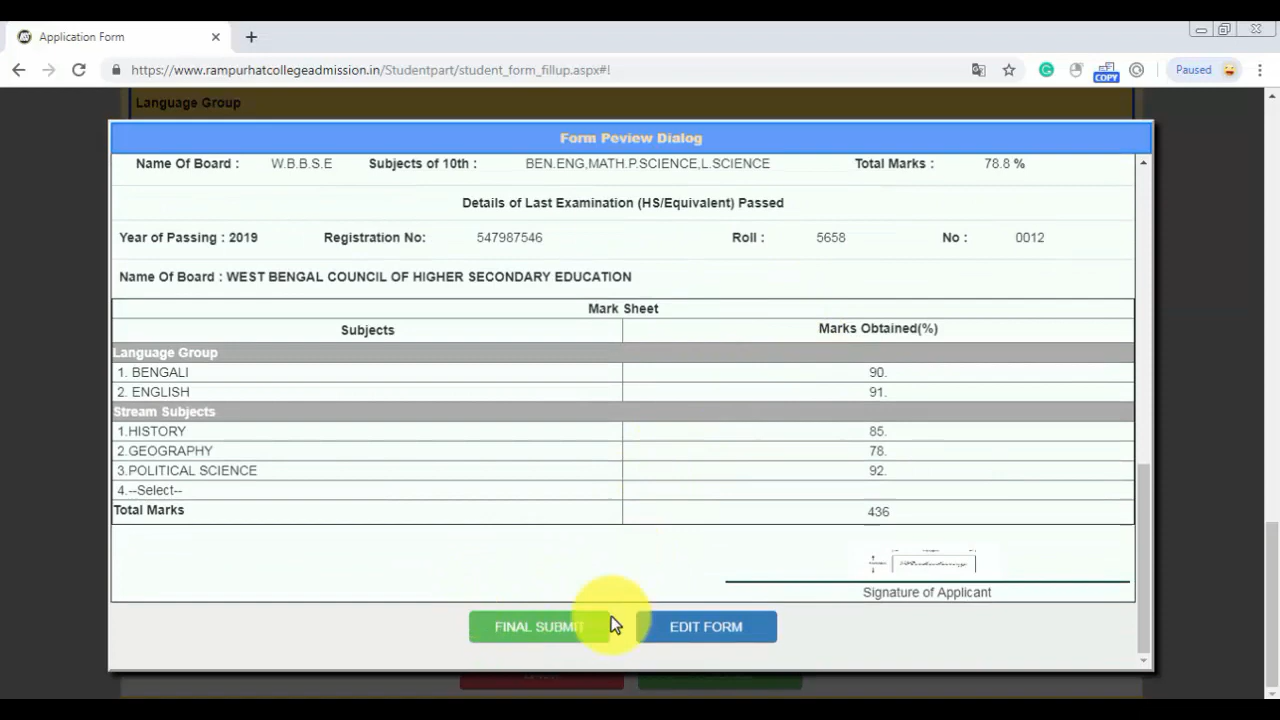 Application Form
https://www.rampurhatcollegeadmission.in/Studentpart/student_form_fillup.aspx#!
COPY
Paused
Language Group
Form Peview Dialog
Name Of Board : W.B.B.S.E Subjects of 10th : BEN.ENG,MATH.P.SCIENCE,L.SCIENCE Total Marks : 78.8 %
Details of Last Examination (HS/Equivalent) Passed
Year of Passing : 2019 Registration No: 547987546 Roll : 5658 No : 0012
Name Of Board : WEST BENGAL COUNCIL OF HIGHER SECONDARY EDUCATION
Mark Sheet
Subjects Marks Obtained(%)
Language Group
1. BENGALI 90.
2. ENGLISH 91.
Stream Subjects
1.HISTORY 85.
2.GEOGRAPHY 78.
3.POLITICAL SCIENCE 92.
4.--Select--
Total Marks 436
Signature of Applicant
FINAL SUBMIT EDIT FORM